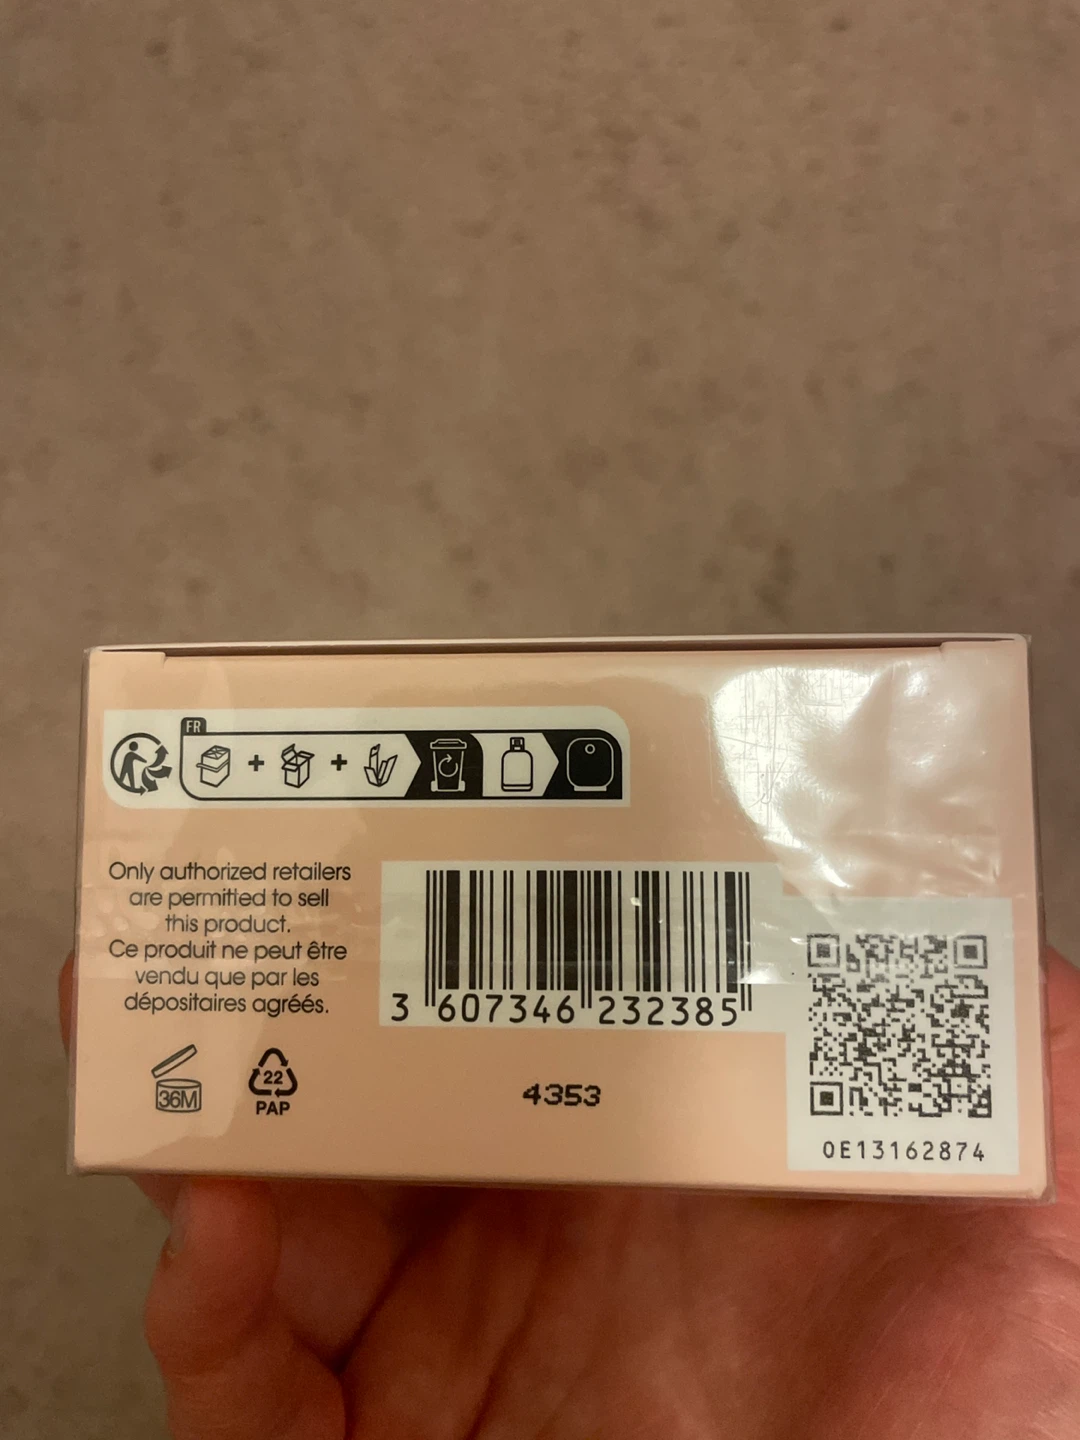 FR
Only authorized retailers
are permitted to sell
this product.
Ce produit ne peut être
vendu que par les
dépositaires agréés.
3 607346 232385
36M
22
PAP
4353
0E13162874